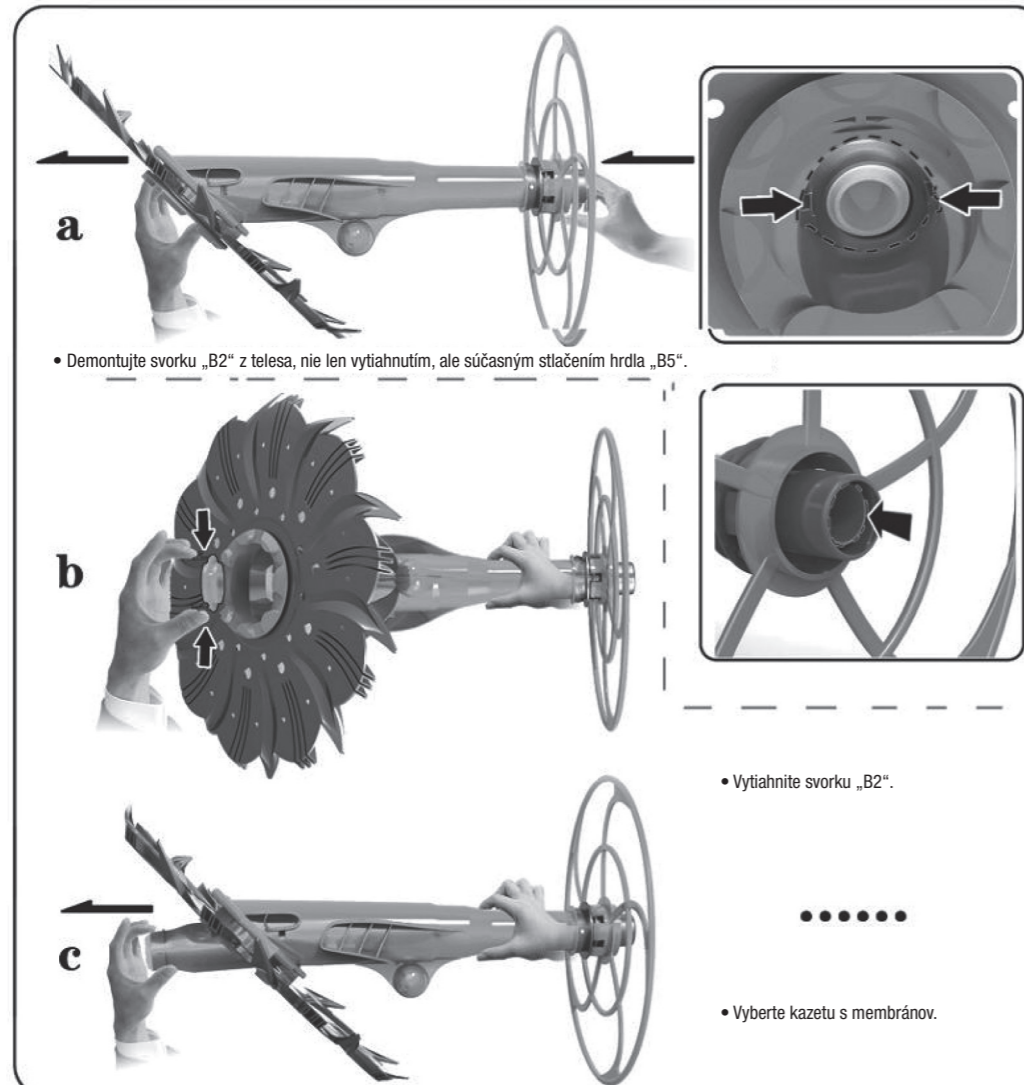 a
• Demontujte svorku „B2“ z telesa, nie len vytiahnutím, ale súčasným stlačením hrdla „B5“.
b
• Vytiahnite svorku „B2“.
c
• Vyberte kazetu s membránov.